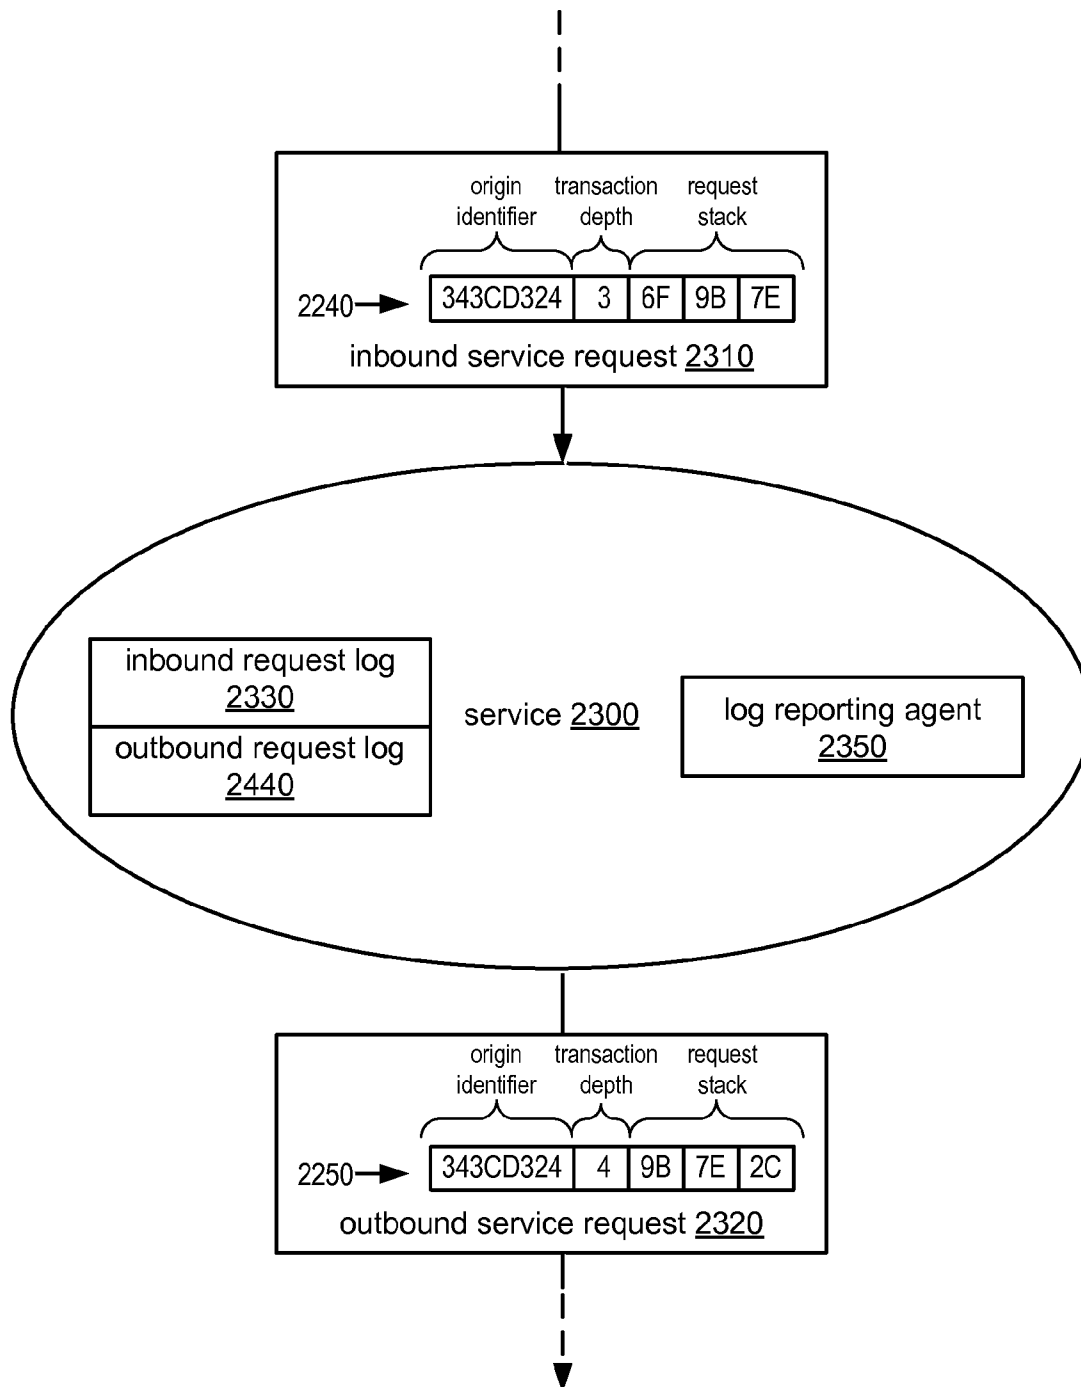 origin transaction request
identifier depth stack
2240 343CD324 3 6F 9B 7E
inbound service request 2310
inbound request log
2330
outbound request log
2440
service 2300
log reporting agent
2350
origin transaction request
identifier depth stack
2250 343CD324 4 9B 7E 2C
outbound service request 2320